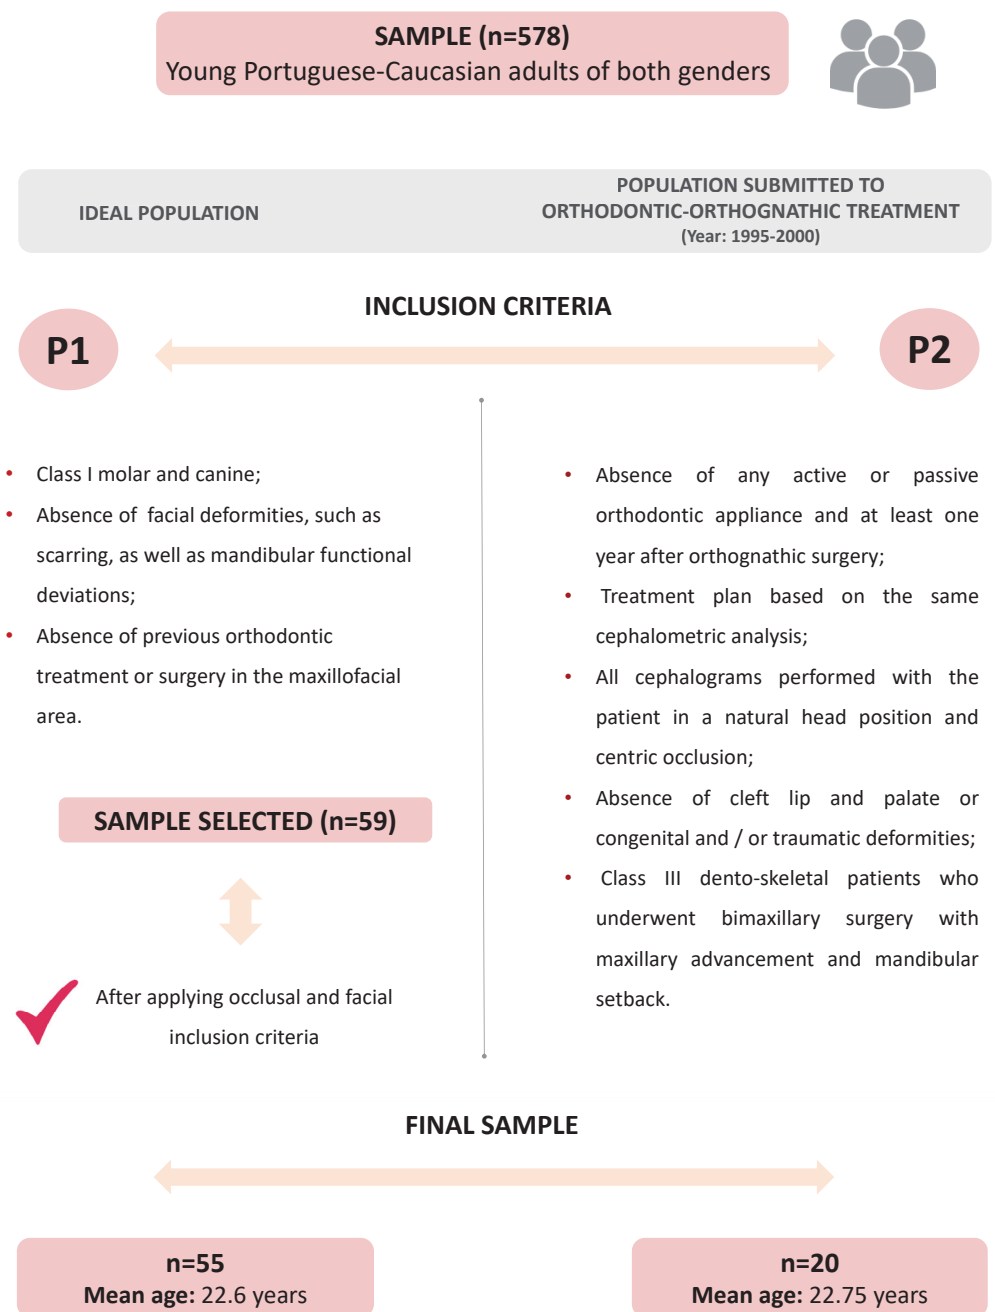 SAMPLE (n=578)
Young Portuguese-Caucasian adults of both genders
IDEAL POPULATION
POPULATION SUBMITTED TO
ORTHODONTIC-ORTHOGNATHIC TREATMENT
(Year: 1995-2000)
INCLUSION CRITERIA
P1
P2
• Class I molar and canine;
• Absence of facial deformities, such as
scarring, as well as mandibular functional
deviations;
• Absence of previous orthodontic
treatment or surgery in the maxillofacial
area.
SAMPLE SELECTED (n=59)
After applying occlusal and facial
inclusion criteria
• Absence of any active or passive
orthodontic appliance and at least one
year after orthognathic surgery;
• Treatment plan based on the same
cephalometric analysis;
• All cephalograms performed with the
patient in a natural head position and
centric occlusion;
• Absence of cleft lip and palate or
congenital and / or traumatic deformities;
• Class III dento-skeletal patients who
underwent bimaxillary surgery with
maxillary advancement and mandibular
setback.
FINAL SAMPLE
n=55
Mean age: 22.6 years
n=20
Mean age: 22.75 years